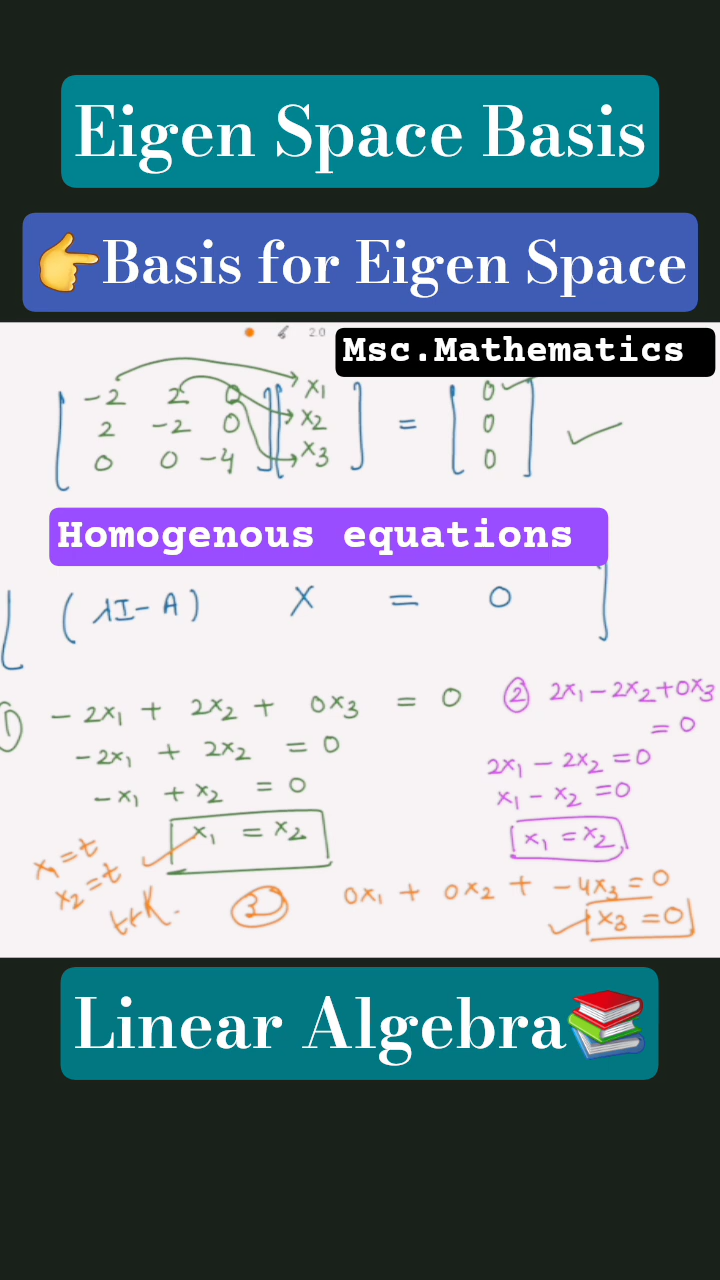 Eigen Space Basis
👉Basis for Eigen Space
20
Msc.Mathematics
[ -2 2 0 ] [ x₁ ] = [ 0 ]
[ 2 -2 0 ] [ x₂ ] = [ 0 ] ✓
[ 0 0 -4 ] [ x₃ ] = [ 0 ]
Homogenous equations
[ (λI-A) X = 0 ]
① -2x₁ + 2x₂ + 0x₃ = 0
-2x₁ + 2x₂ = 0
-x₁ + x₂ = 0
x₁ = x₂
x₁ = t
x₂ = t
② 2x₁ - 2x₂ + 0x₃
= 0
2x₁ - 2x₂ = 0
x₁ - x₂ = 0
x₁ = x₂
③ 0x₁ + 0x₂ + -4x₃ = 0
✓ x₃ = 0
Linear Algebra📚